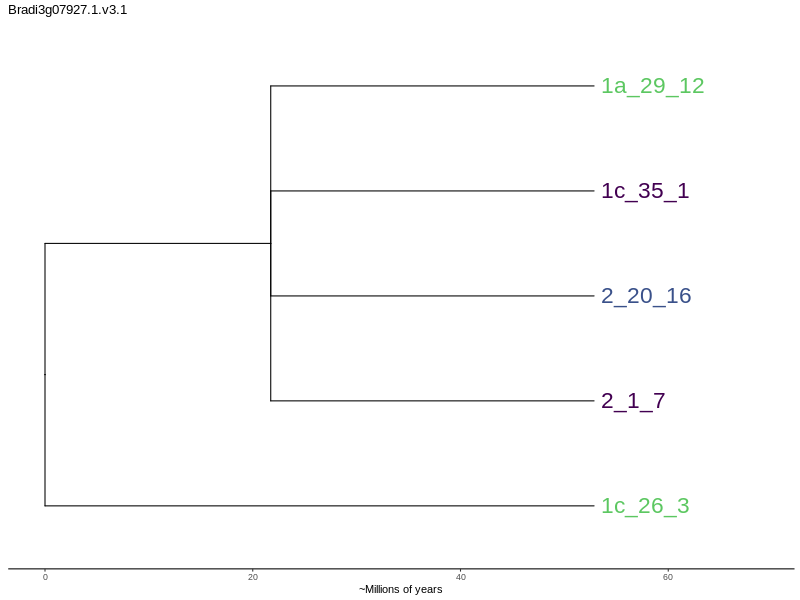 Bradi3g07927.1.v3.1
1a_29_12
1c_35_1
2_20_16
2_1_7
1c_26_3
0 20 40 60
~Millions of years